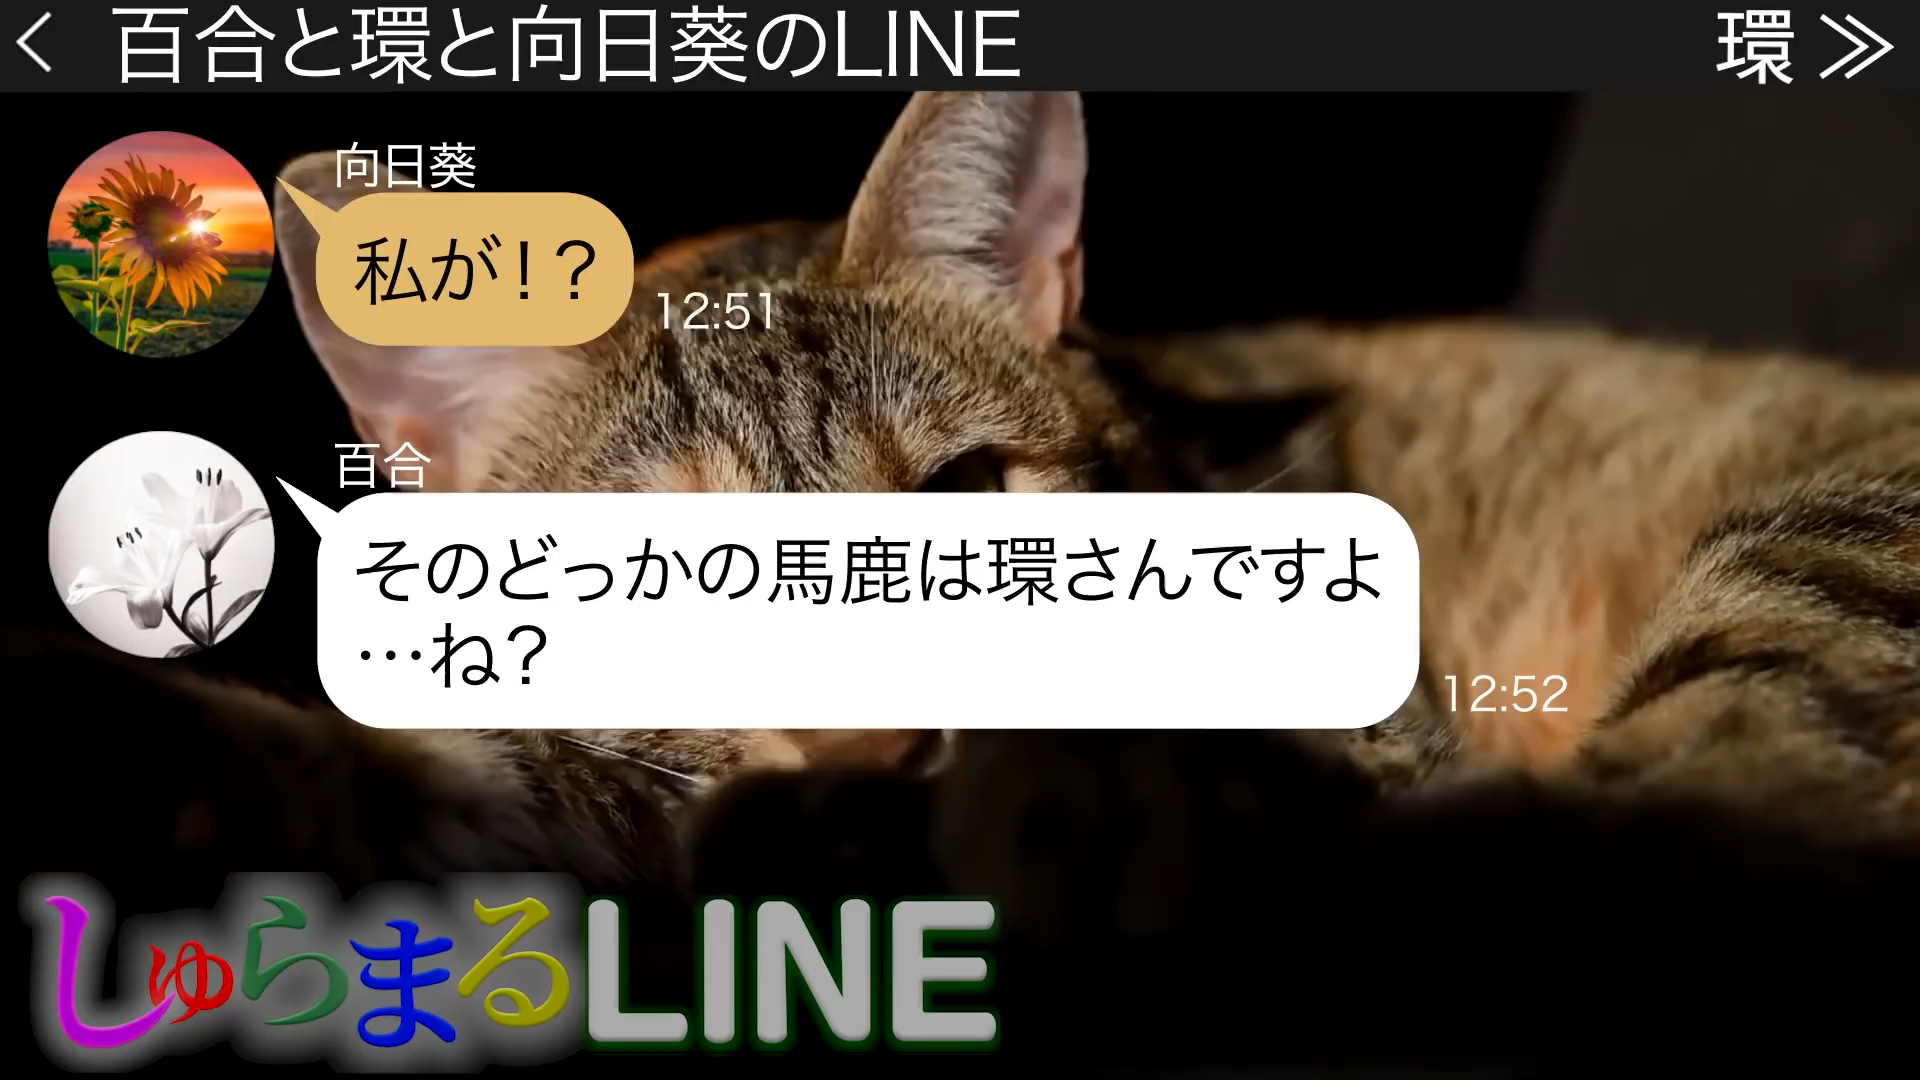 百合と環と向日葵のLINE
環
向日葵
私が！？
12:51
百合
そのどっかの馬鹿は環さんですよ
…ね？
12:52
しゅらまるLINE